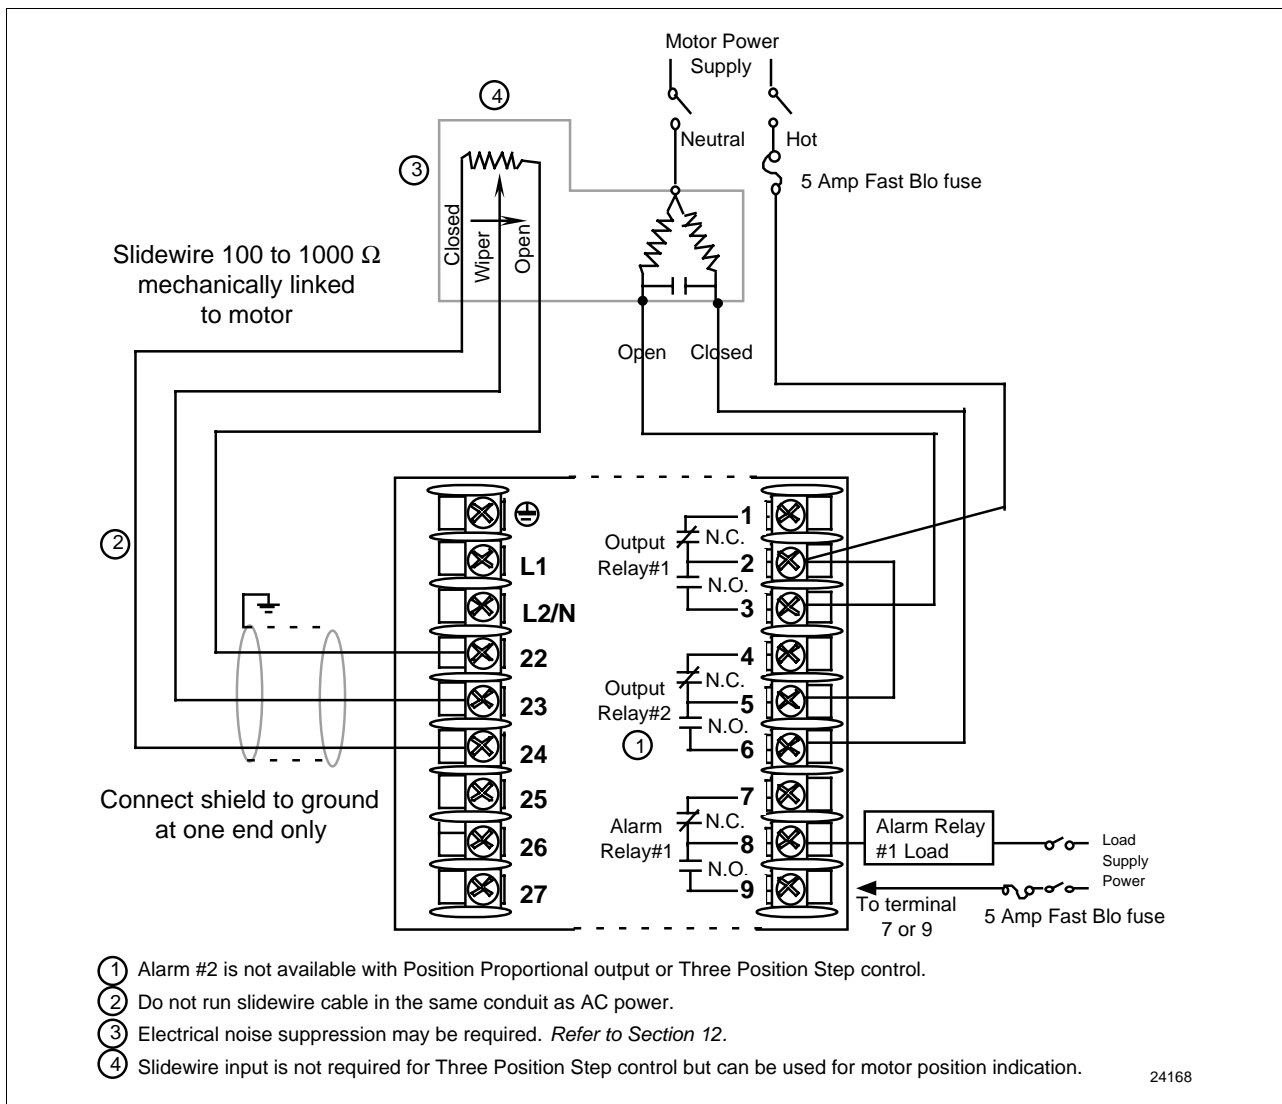 Motor Power
Supply
4
Neutral
Hot
3
5 Amp Fast Blo fuse
Closed
Wiper
Open
Slidewire 100 to 1000 Ω
mechanically linked
to motor
Open
Closed
2
L1
L2/N
22
23
24
25
26
27
Output
Relay#1
N.C.
N.O.
1
2
3
Output
Relay#2
1
N.C.
N.O.
4
5
6
Alarm
Relay#1
N.C.
N.O.
7
8
9
Connect shield to ground
at one end only
Alarm Relay
#1 Load
Load
Supply
Power
To terminal
7 or 9
5 Amp Fast Blo fuse
1 Alarm #2 is not available with Position Proportional output or Three Position Step control.
2 Do not run slidewire cable in the same conduit as AC power.
3 Electrical noise suppression may be required. Refer to Section 12.
4 Slidewire input is not required for Three Position Step control but can be used for motor position indication.
24168